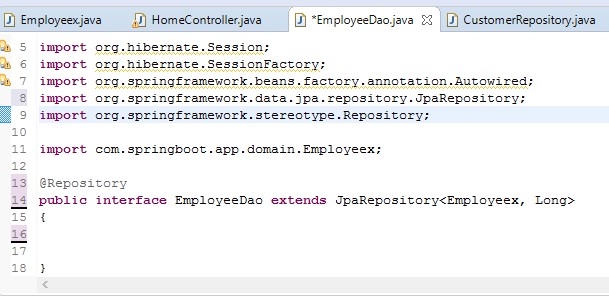 Employeex.java HomeController.java *EmployeeDao.java CustomerRepository.java
5 import org.hibernate.Session;
6 import org.hibernate.SessionFactory;
7 import org.springframework.beans.factory.annotation.Autowired;
8 import org.springframework.data.jpa.repository.JpaRepository;
9 import org.springframework.stereotype.Repository;
10
11 import com.springboot.app.domain.Employeex;
12
13 @Repository
14 public interface EmployeeDao extends JpaRepository<Employeex, Long>
15 {
16
17
18 }